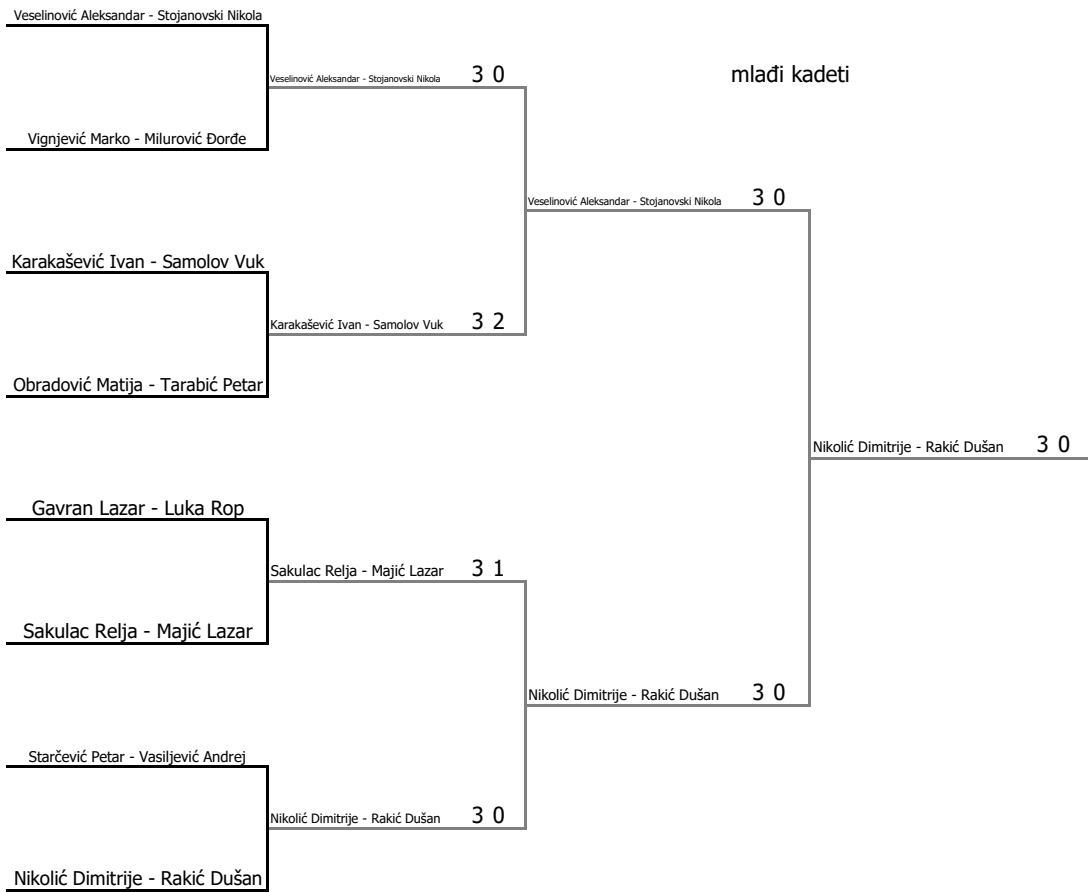 Veselinović Aleksandar - Stojanovski Nikola
Veselinović Aleksandar - Stojanovski Nikola 3 0
mlađi kadeti
Vignjević Marko - Milurović Đorđe
Veselinović Aleksandar - Stojanovski Nikola 3 0
Karakašević Ivan - Samolov Vuk
Karakašević Ivan - Samolov Vuk 3 2
Obradović Matija - Tarabić Petar
Nikolić Dimitrije - Rakić Dušan 3 0
Gavran Lazar - Luka Rop
Sakulac Relja - Majić Lazar 3 1
Sakulac Relja - Majić Lazar
Nikolić Dimitrije - Rakić Dušan 3 0
Starčević Petar - Vasiljević Andrej
Nikolić Dimitrije - Rakić Dušan 3 0
Nikolić Dimitrije - Rakić Dušan